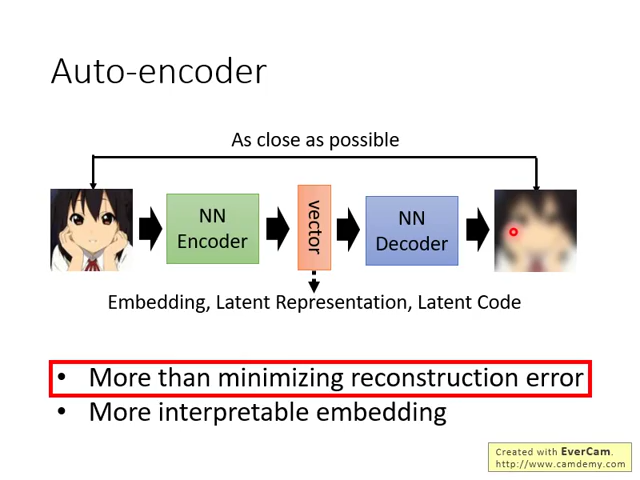 Auto-encoder
As close as possible
NN
Encoder
vector
NN
Decoder
Embedding, Latent Representation, Latent Code
• More than minimizing reconstruction error
• More interpretable embedding
Created with EverCam.
http://www.camdemy.com